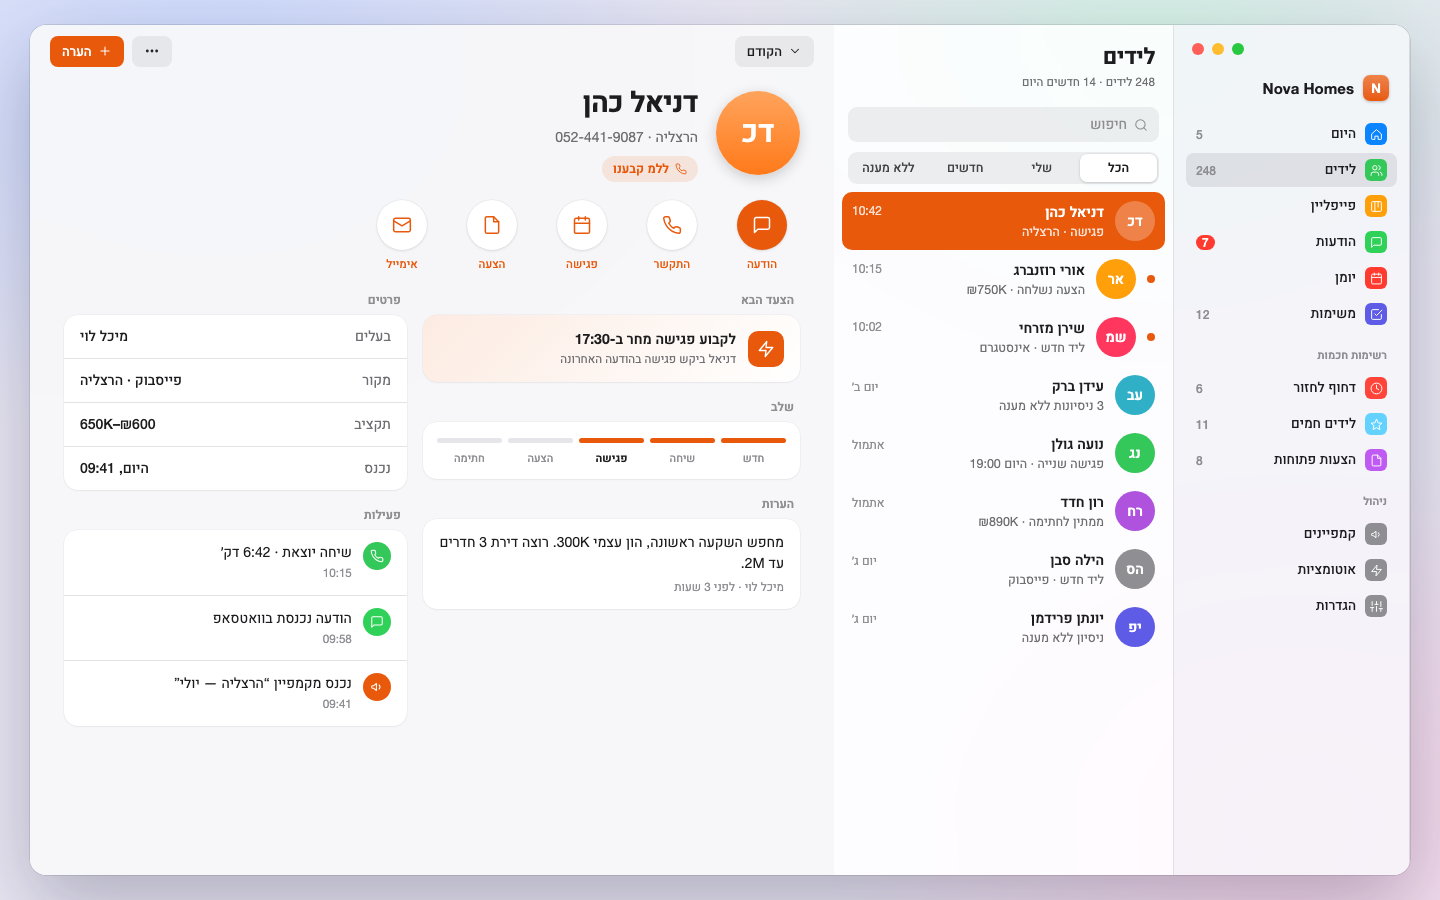 Nova Homes
N
היום
5
לידים
248
פייפליין
הודעות
7
יומן
משימות
12
רשימות חכמות
דחוף לחזור
6
לידים חמים
11
הצעות פתוחות
8
ניהול
קמפיינים
אוטומציות
הגדרות
לידים
248 לידים · 14 חדשים היום
חיפוש
הכל
שלי
חדשים
ללא מענה
דכ
דניאל כהן
10:42
פגישה · הרצליה
אר
אורי רוזנברג
10:15
הצעה נשלחה · ₪750K
שמ
שירן מזרחי
10:02
ליד חדש · אינסטגרם
עב
עידן ברק
יום ב׳
3 ניסיונות ללא מענה
נג
נועה גולן
אתמול
פגישה שנייה · היום 19:00
רח
רון חדד
אתמול
ממתין לחתימה · ₪890K
הס
הילה סבן
יום ג׳
ליד חדש · פייסבוק
יפ
יונתן פרידמן
יום ג׳
ניסיון ללא מענה
הקודם
•••
הערה
דכ
דניאל כהן
הרצליה · 052-441-9087
ללמ קבענו
הודעה
התקשר
פגישה
הצעה
אימייל
הצעד הבא
לקבוע פגישה מחר ב-17:30
דניאל ביקש פגישה בהודעה האחרונה
שלב
חדש
שיחה
פגישה
הצעה
חתימה
הערות
מחפש השקעה ראשונה, הון עצמי 300K. רוצה דירת 3 חדרים
עד 2M.
מיכל לוי · לפני 3 שעות
פרטים
בעלים
מיכל לוי
מקור
פייסבוק · הרצליה
תקציב
₪600–650K
נכנס
היום, 09:41
פעילות
שיחה יוצאת · 6:42 דק׳
10:15
הודעה נכנסת בוואטסאפ
09:58
נכנס מקמפיין “הרצליה — יולי”
09:41